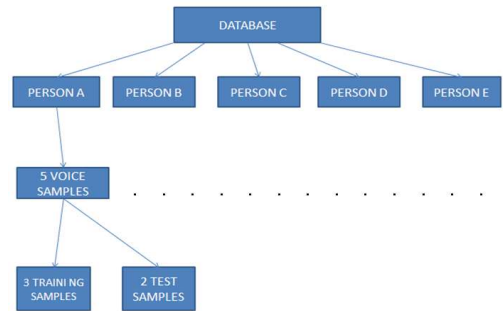 DATABASE
PERSON A
PERSON B
PERSON C
PERSON D
PERSON E
5 VOICE
SAMPLES
. . . . . . . . . . . . .
3 TRAINI NG
SAMPLES
2 TEST
SAMPLES